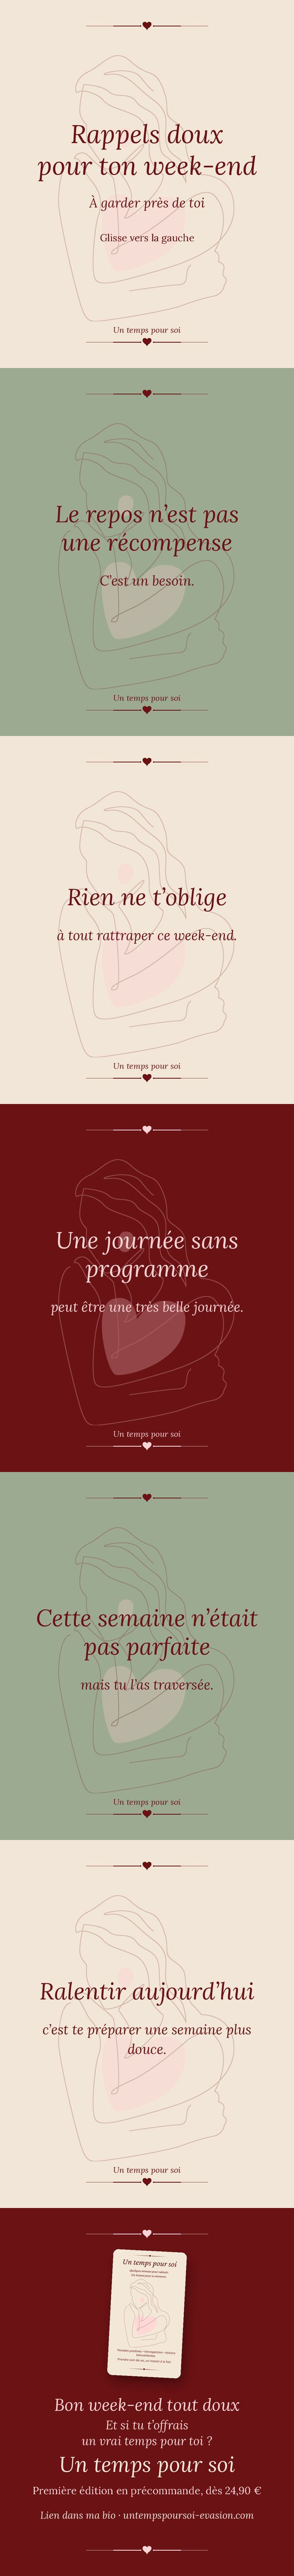 Rappels doux
pour ton week-end
À garder près de toi
Glisse vers la gauche
Un temps pour soi
Le repos n’est pas
une récompense
C’est un besoin.
Un temps pour soi
Rien ne t’oblige
à tout rattraper ce week-end.
Un temps pour soi
Une journée sans
programme
peut être une très belle journée.
Un temps pour soi
Cette semaine n’était
pas parfaite
mais tu l’as traversée.
Un temps pour soi
Ralentir aujourd’hui
c’est te préparer une semaine plus
douce.
Un temps pour soi
Un temps pour soi
Bon week-end tout doux
Et si tu t’offrais
un vrai temps pour toi ?
Un temps pour soi
Première édition en précommande, dès 24,90 €
Lien dans ma bio · untempspoursoi-evasion.com